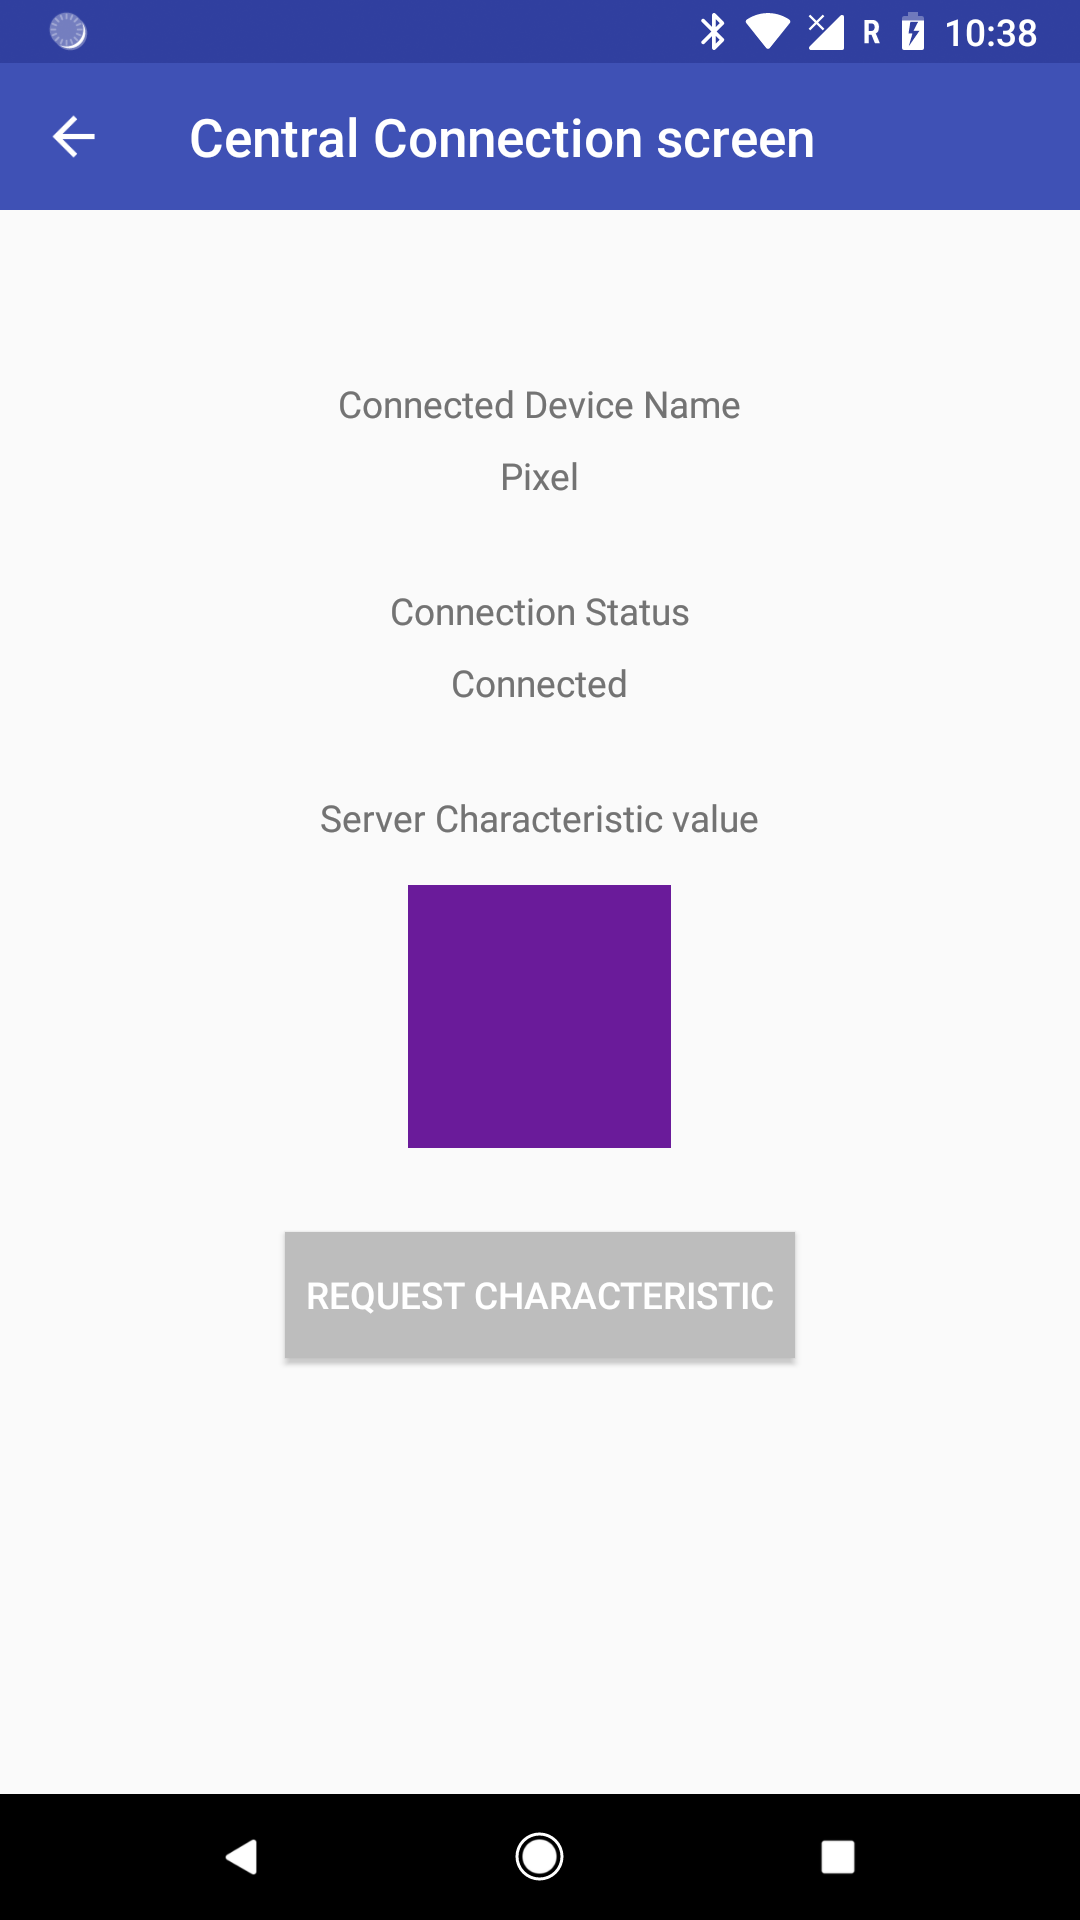 R 10:38
Central Connection screen
Connected Device Name
Pixel
Connection Status
Connected
Server Characteristic value
REQUEST CHARACTERISTIC